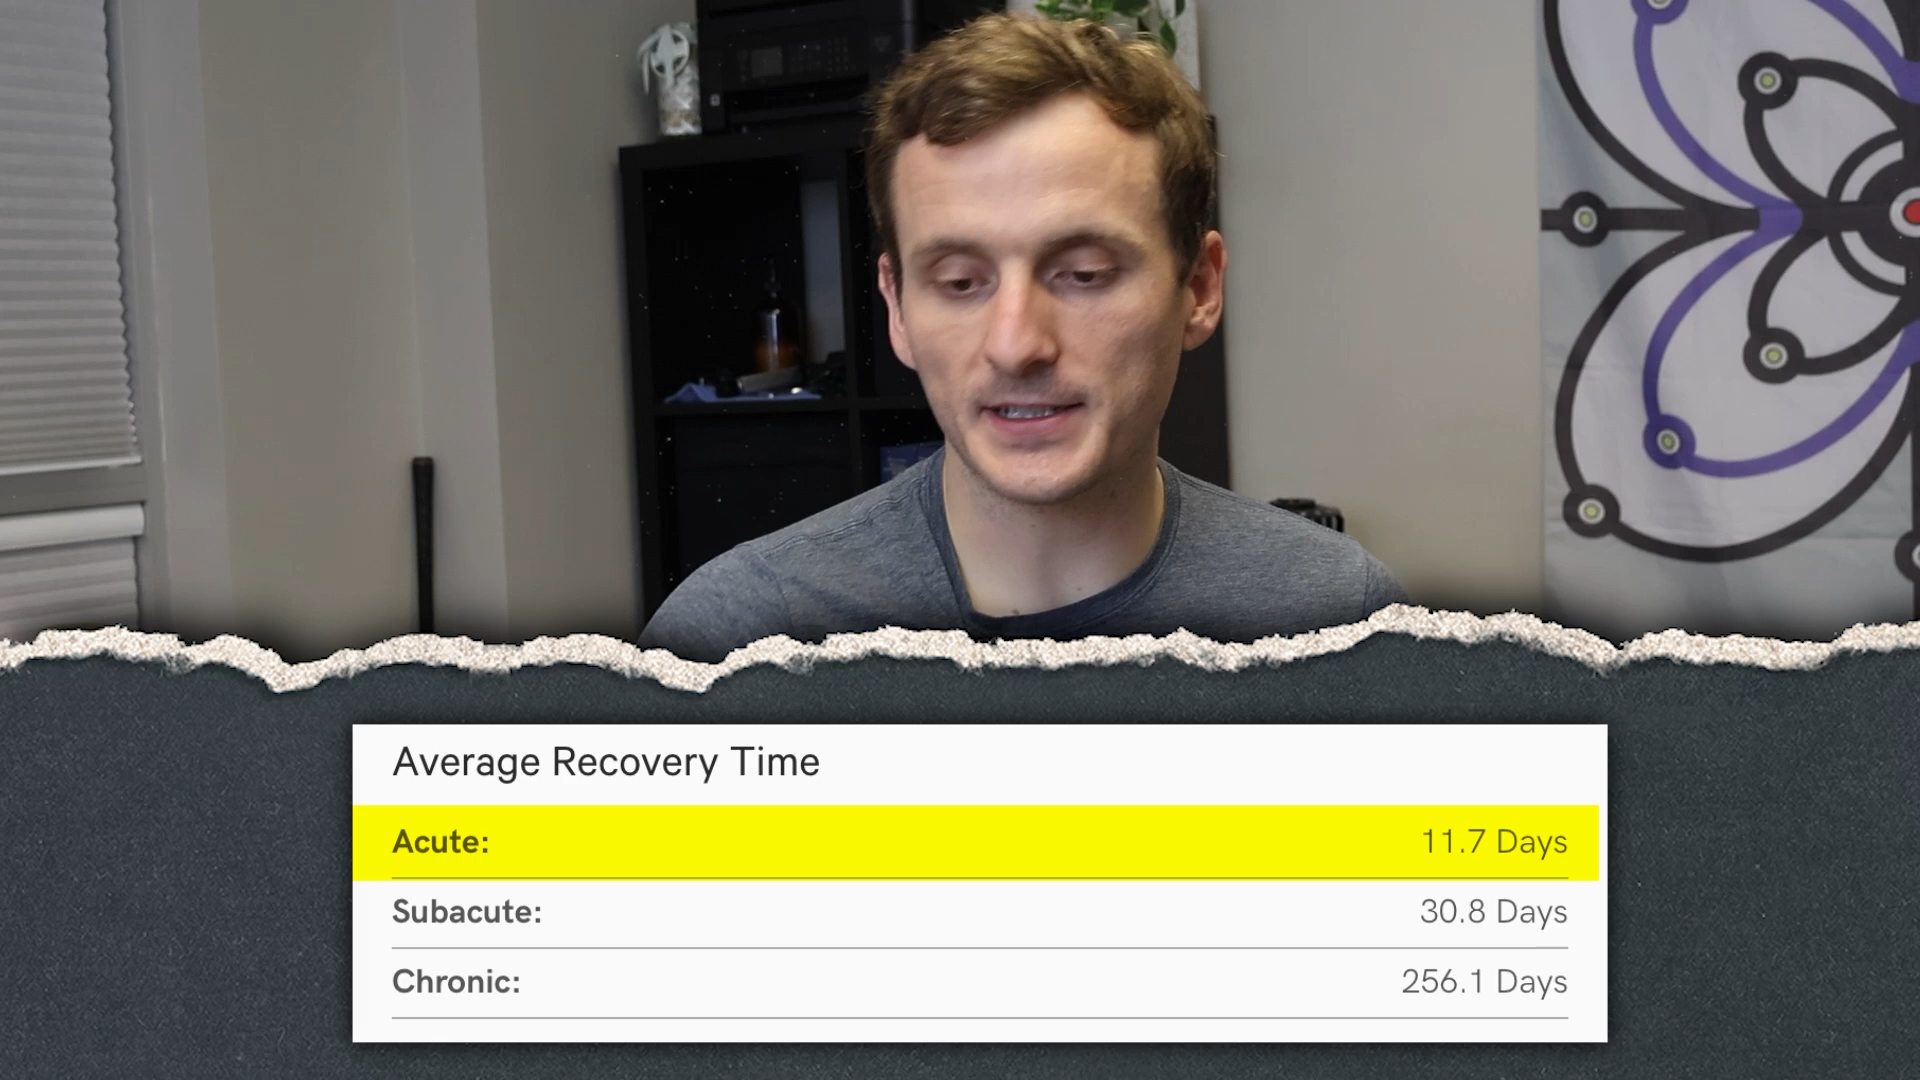 Average Recovery Time
Acute: 11.7 Days
Subacute: 30.8 Days
Chronic: 256.1 Days